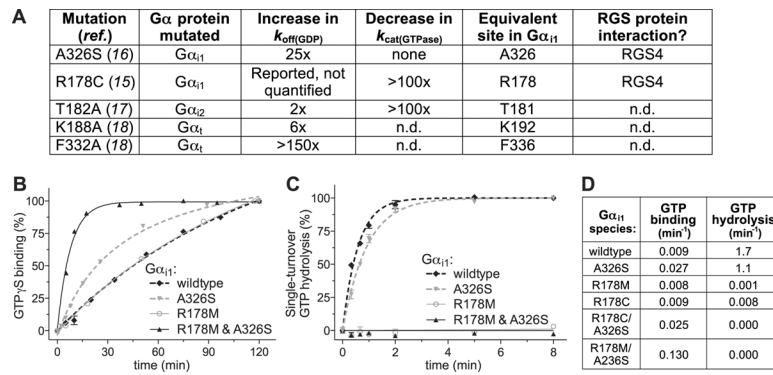 A
Mutation (ref.) Gα protein mutated Increase in koff(GDP) Decrease in kcat(GTPase) Equivalent site in Gαi1 RGS protein interaction?
A326S (16) Gαi1 25x none A326 RGS4
R178C (15) Gαi1 Reported, not quantified >100x R178 RGS4
T182A (17) Gαi2 2x >100x T181 n.d.
K188A (18) Gαt 6x n.d. K192 n.d.
F332A (18) Gαt >150x n.d. F336 n.d.
B
GTPγS binding (%)
100
75
50
25
0
0 30 60 90 120
time (min)
Gαi1:
wildtype
A326S
R178M
R178M & A326S
C
Single-turnover
GTP hydrolysis (%)
100
75
50
25
0
0 2 4 6 8
time (min)
Gαi1:
wildtype
A326S
R178M
R178M & A326S
D
Gαi1 species: GTP binding (min-1) GTP hydrolysis (min-1)
wildtype 0.009 1.7
A326S 0.027 1.1
R178M 0.008 0.001
R178C 0.009 0.008
R178C/A326S 0.025 0.000
R178M/A236S 0.130 0.000